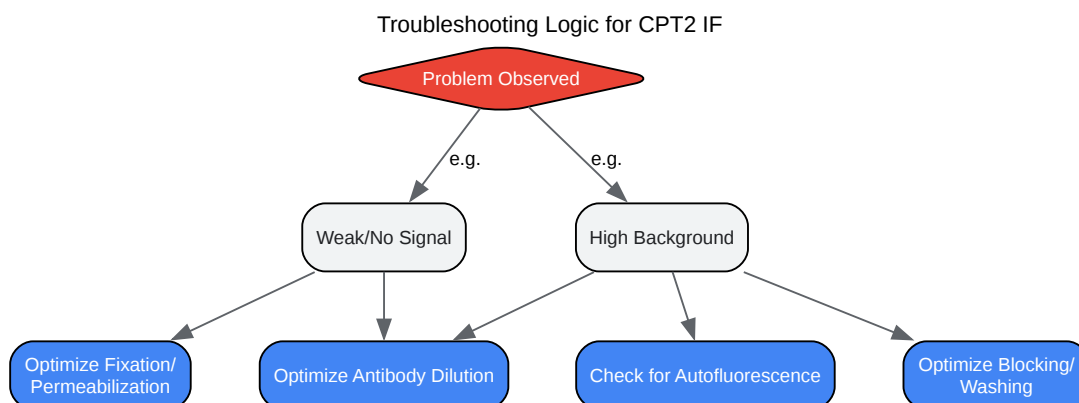 Troubleshooting Logic for CPT2 IF
Problem Observed
e.g.
e.g.
Weak/No Signal
High Background
Optimize Fixation/
Permeabilization
Optimize Antibody Dilution
Check for Autofluorescence
Optimize Blocking/
Washing